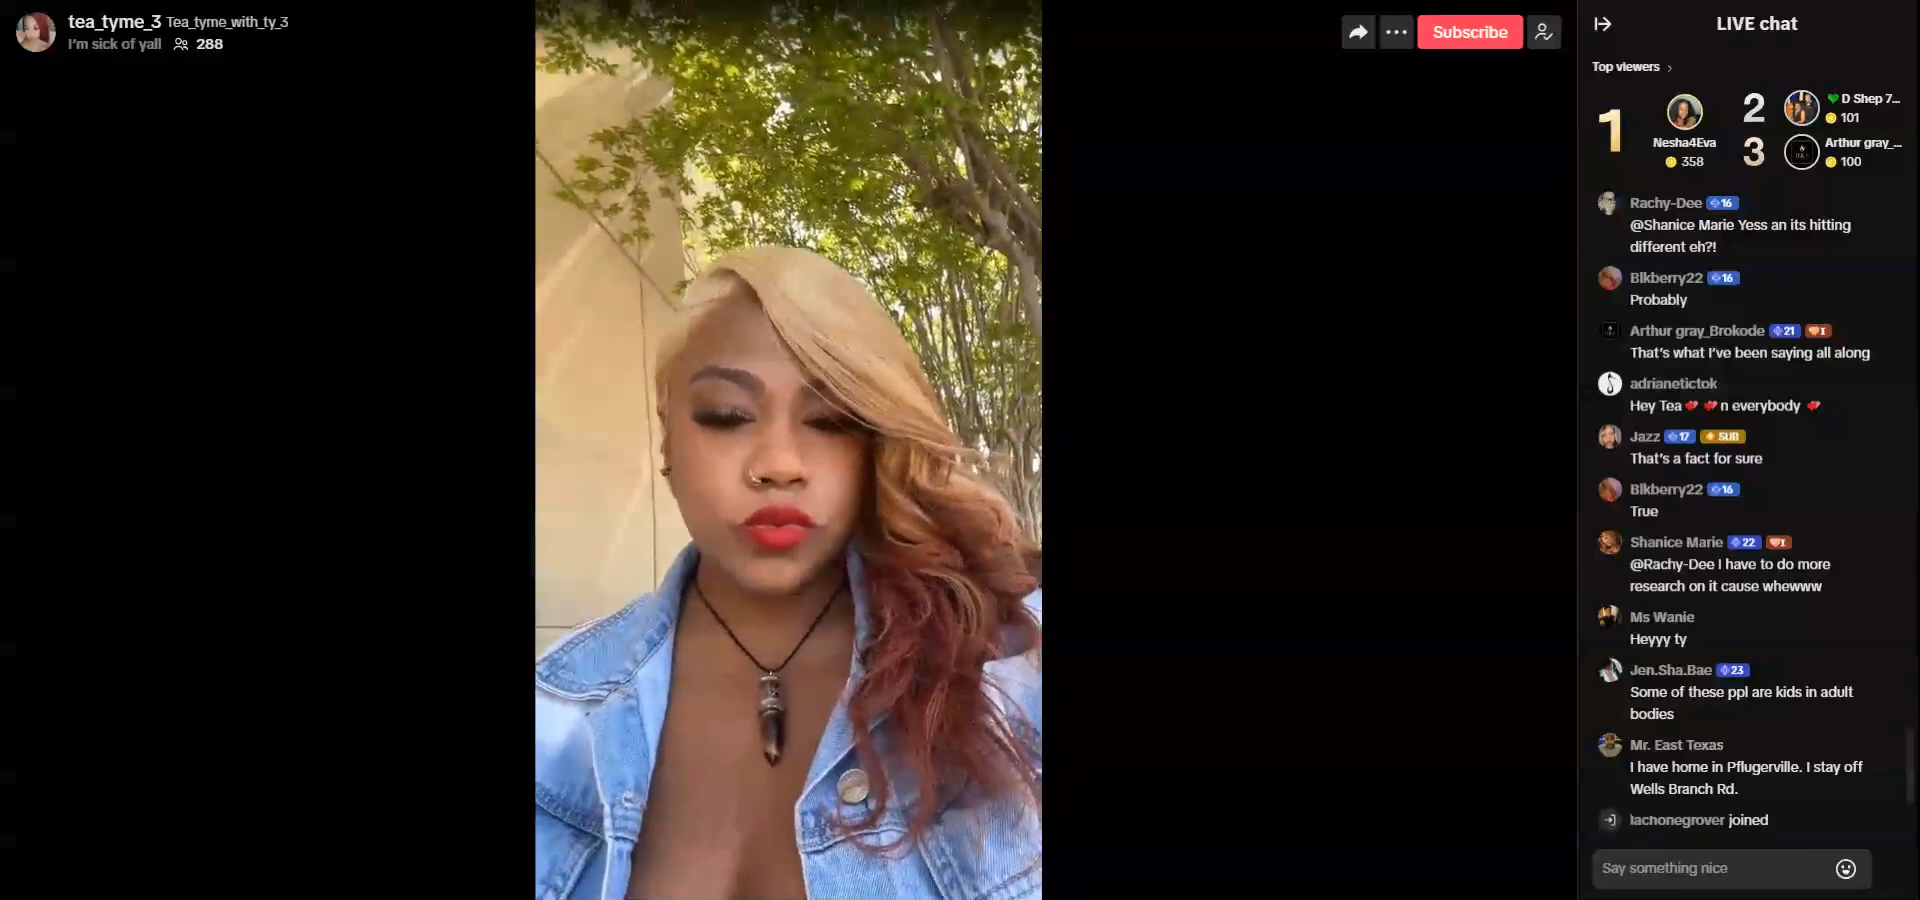 tea_tyme_3 Tea_tyme_with_ty_3
I'm sick of yall 288
Subscribe
LIVE chat
Top viewers
1
Nesha4Eva
358
2
D Shep 7...
101
3
Arthur gray_...
100
Rachy-Dee 16
@Shanice Marie Yess an its hitting
different eh?!
Blkberry22 16
Probably
Arthur gray_Brokode 21 I
That's what I've been saying all along
adrianetictok
Hey Tea n everybody
Jazz 17 SUB
That's a fact for sure
Blkberry22 16
True
Shanice Marie 22 I
@Rachy-Dee I have to do more
research on it cause whewww
Ms Wanie
Heyyy ty
Jen.Sha.Bae 23
Some of these ppl are kids in adult
bodies
Mr. East Texas
I have home in Pflugerville. I stay off
Wells Branch Rd.
lachonegrover joined
Say something nice